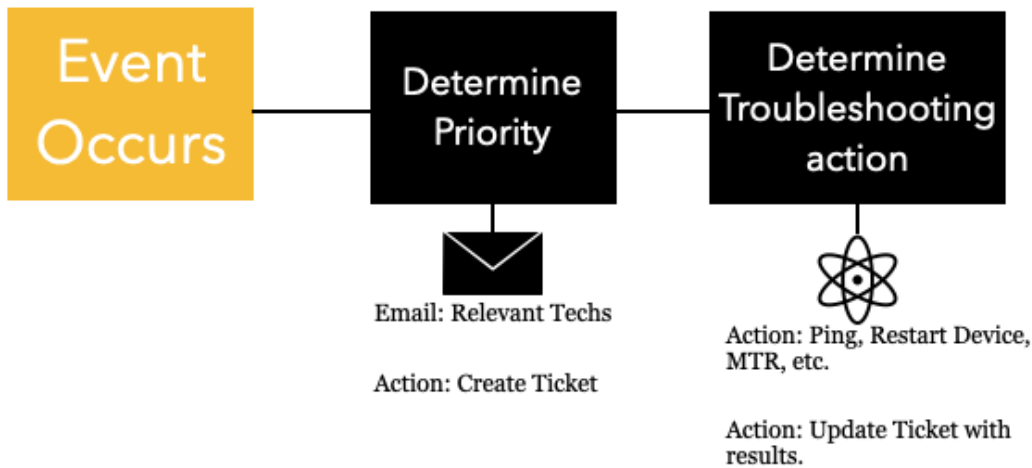 Event
Occurs
Determine
Priority
Determine
Troubleshooting
action
Email: Relevant Techs
Action: Create Ticket
Action: Ping, Restart Device,
MTR, etc.
Action: Update Ticket with
results.